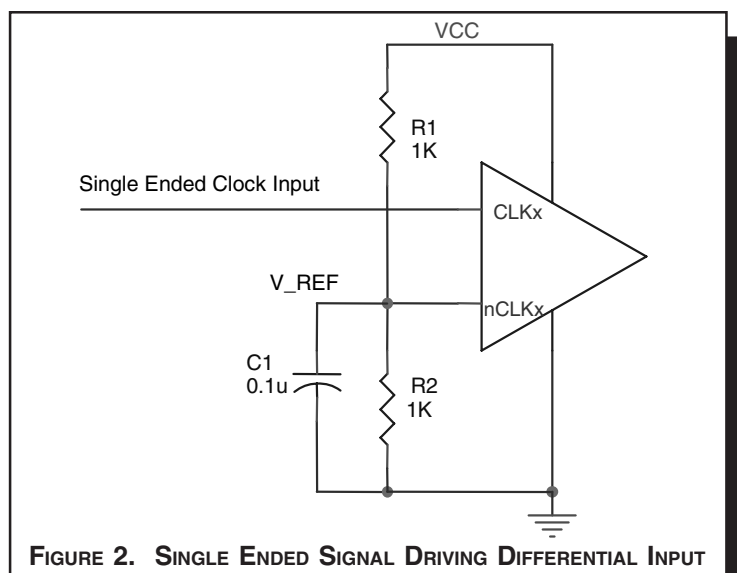 VCC
R1
1K
Single Ended Clock Input
CLKx
V_REF
nCLKx
C1
0.1u
R2
1K
FIGURE 2. SINGLE ENDED SIGNAL DRIVING DIFFERENTIAL INPUT